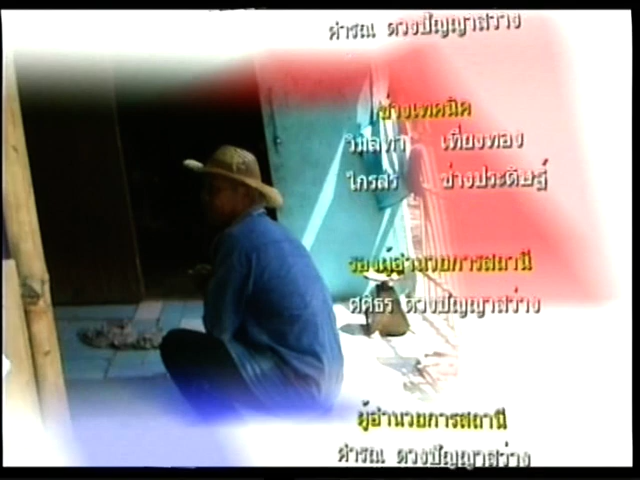 คำรณ ดวงปัญญาสว่าง
ช่างเทคนิค
วิมลทา เที่ยงทอง
ไกรสร ช่างประดิษฐ์
รองผู้อำนวยการสถานี
ศศิธร ดวงปัญญาสว่าง
ผู้อำนวยการสถานี
คำรณ ดวงปัญญาสว่าง